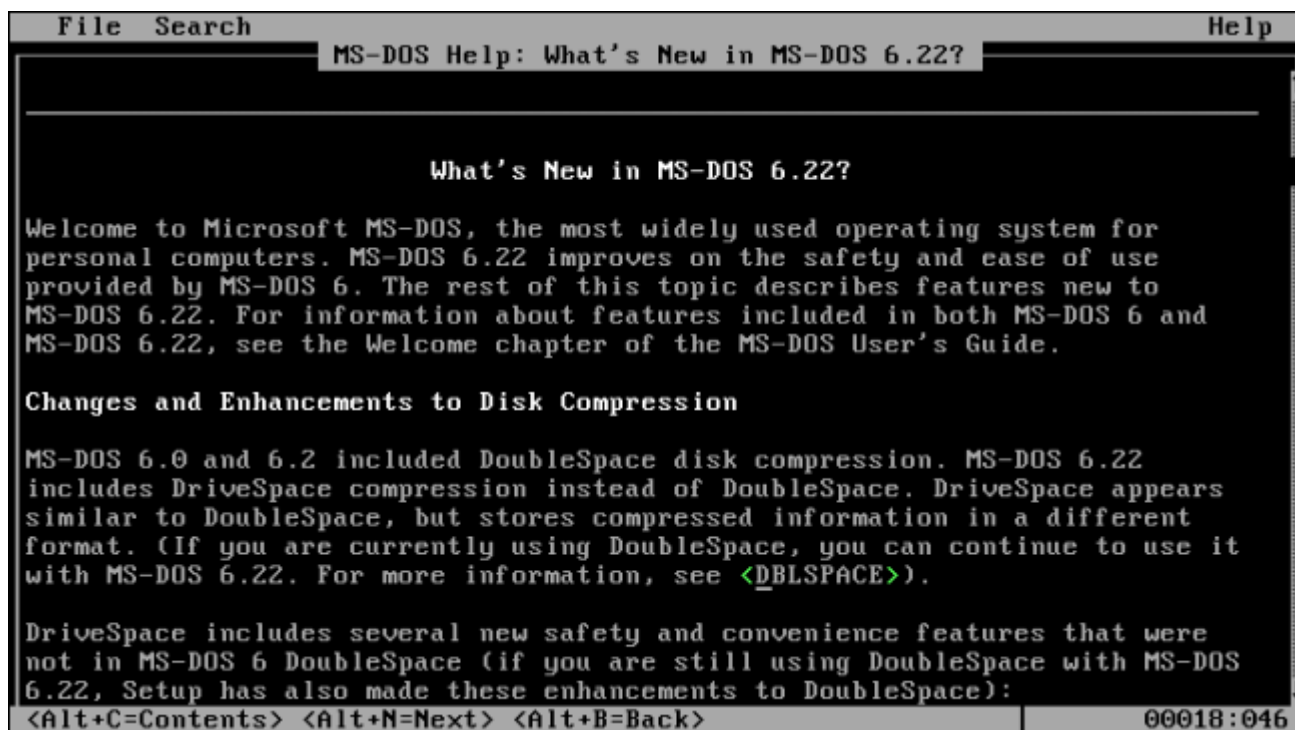 File Search Help
MS-DOS Help: What's New in MS-DOS 6.22?
What's New in MS-DOS 6.22?
Welcome to Microsoft MS-DOS, the most widely used operating system for
personal computers. MS-DOS 6.22 improves on the safety and ease of use
provided by MS-DOS 6. The rest of this topic describes features new to
MS-DOS 6.22. For information about features included in both MS-DOS 6 and
MS-DOS 6.22, see the Welcome chapter of the MS-DOS User's Guide.
Changes and Enhancements to Disk Compression
MS-DOS 6.0 and 6.2 included DoubleSpace disk compression. MS-DOS 6.22
includes DriveSpace compression instead of DoubleSpace. DriveSpace appears
similar to DoubleSpace, but stores compressed information in a different
format. (If you are currently using DoubleSpace, you can continue to use it
with MS-DOS 6.22. For more information, see <DBLSPACE>).
DriveSpace includes several new safety and convenience features that were
not in MS-DOS 6 DoubleSpace (if you are still using DoubleSpace with MS-DOS
6.22, Setup has also made these enhancements to DoubleSpace):
<Alt+C=Contents> <Alt+N=Next> <Alt+B=Back> 00018:046